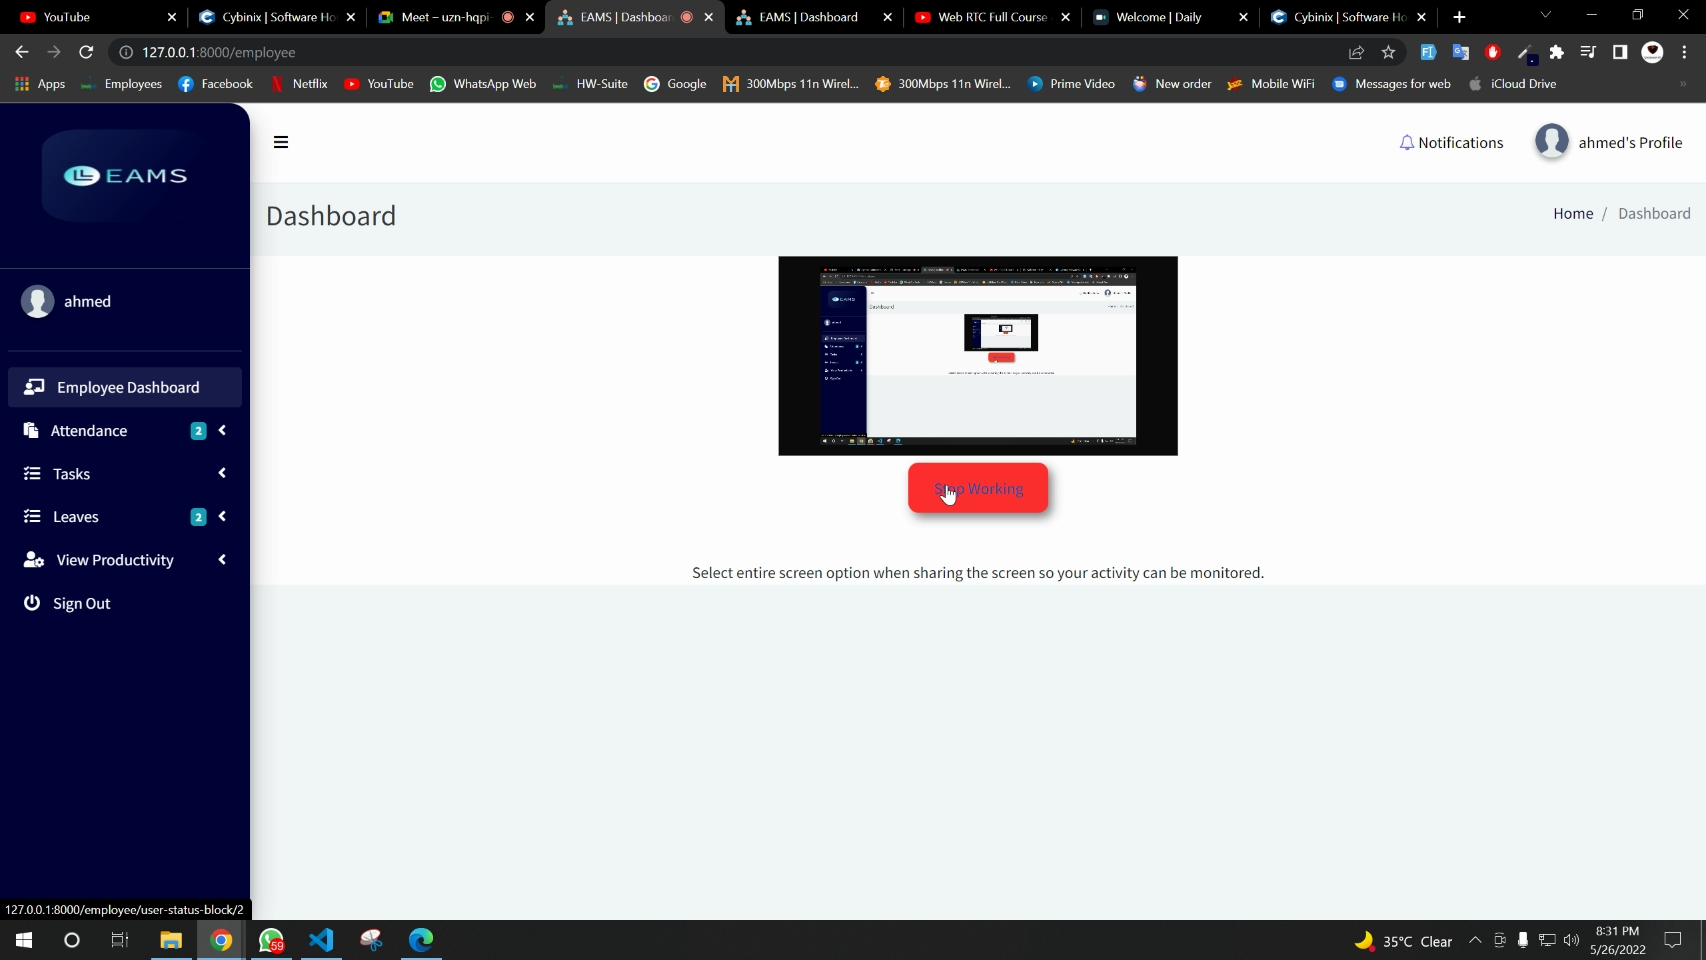 YouTube
Cybinix | Software Ho
Meet – uzn-hqpi-
EAMS | Dashboar
EAMS | Dashboard
Web RTC Full Course
Welcome | Daily
Cybinix | Software Ho
127.0.0.1:8000/employee
Apps
Employees
Facebook
Netflix
YouTube
WhatsApp Web
HW-Suite
Google
300Mbps 11n Wirel...
300Mbps 11n Wirel...
Prime Video
New order
Mobile WiFi
Messages for web
iCloud Drive
EAMS
Notifications
ahmed's Profile
Dashboard
Home / Dashboard
ahmed
Employee Dashboard
Attendance 2
Tasks
Leaves 2
View Productivity
Sign Out
EAMS
Dashboard
Stop Working
Select entire screen option when sharing the screen so your activity can be monitored.
127.0.0.1:8000/employee/user-status-block/2
59
35°C Clear
8:31 PM
5/26/2022